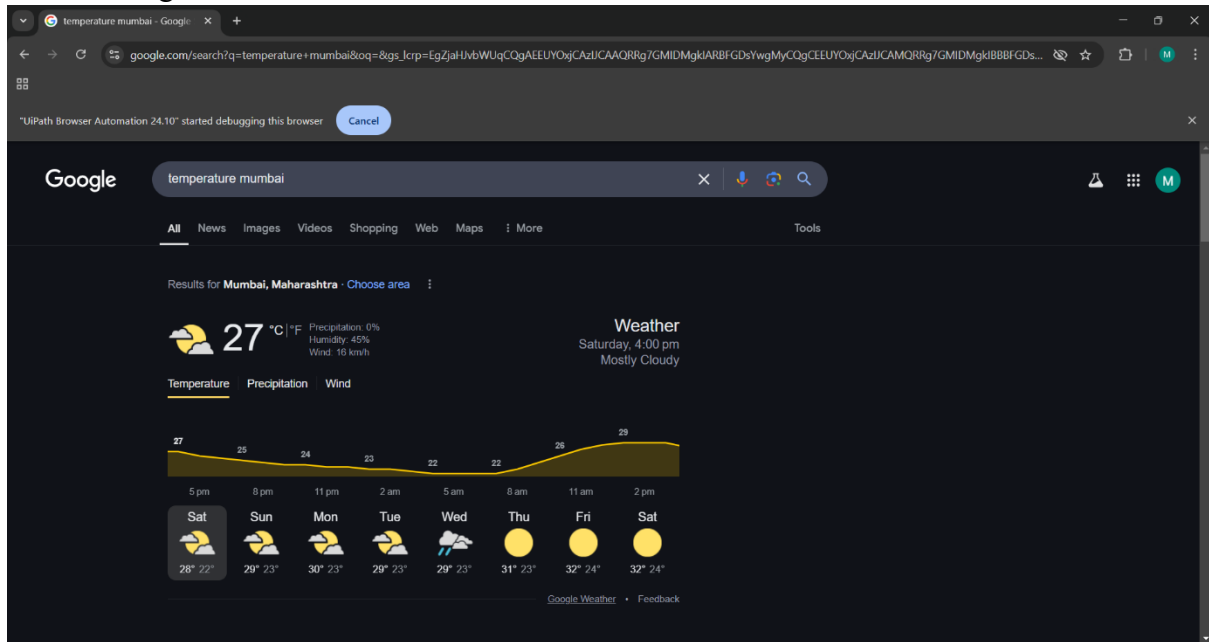 temperature mumbai - Google
google.com/search?q=temperature+mumbai&oq=&gs_lcrp=EgZjaHJvbWUqCQgAEEUYOxjCAzIJCAAQRRg7GMIDMgkIARBFGDsYwgMyCQgCEEUYOxjCAzIJCAMQRRg7GMIDMgkIBBBFGDs...
M
"UiPath Browser Automation 24.10" started debugging this browser Cancel
Google
temperature mumbai
M
All News Images Videos Shopping Web Maps More Tools
Results for Mumbai, Maharashtra · Choose area
27 °C | °F
Precipitation: 0%
Humidity: 45%
Wind: 16 km/h
Weather
Saturday, 4:00 pm
Mostly Cloudy
Temperature Precipitation Wind
27 25 24 23 22 22 26 29
5 pm 8 pm 11 pm 2 am 5 am 8 am 11 am 2 pm
Sat Sun Mon Tue Wed Thu Fri Sat
28° 22° 29° 23° 30° 23° 29° 23° 29° 23° 31° 23° 32° 24° 32° 24°
Google Weather • Feedback